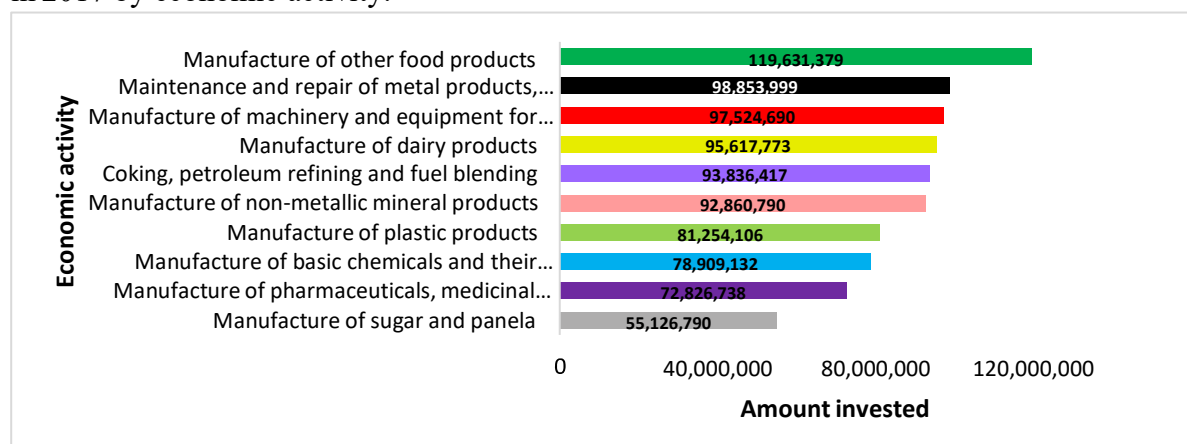 in 2017 by economic activity.
Manufacture of other food products
119,631,379
Maintenance and repair of metal products,…
98,853,999
Manufacture of machinery and equipment for…
97,524,690
Manufacture of dairy products
95,617,773
Coking, petroleum refining and fuel blending
93,836,417
Manufacture of non-metallic mineral products
92,860,790
Manufacture of plastic products
81,254,106
Manufacture of basic chemicals and their…
78,909,132
Manufacture of pharmaceuticals, medicinal…
72,826,738
Manufacture of sugar and panela
55,126,790
Economic activity
0 40,000,000 80,000,000 120,000,000
Amount invested